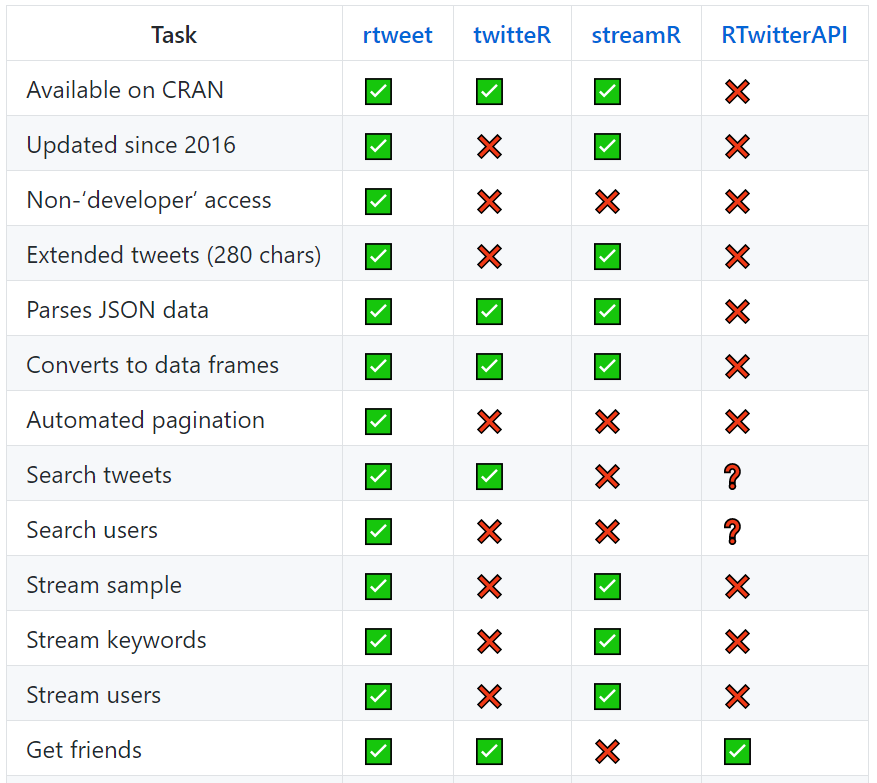 Task rtweet twitteR streamR RTwitterAPI
Available on CRAN ✅ ✅ ✅ ❌
Updated since 2016 ✅ ❌ ✅ ❌
Non-‘developer’ access ✅ ❌ ❌ ❌
Extended tweets (280 chars) ✅ ❌ ✅ ❌
Parses JSON data ✅ ✅ ✅ ❌
Converts to data frames ✅ ✅ ✅ ❌
Automated pagination ✅ ❌ ❌ ❌
Search tweets ✅ ✅ ❌ ❓
Search users ✅ ❌ ❌ ❓
Stream sample ✅ ❌ ✅ ❌
Stream keywords ✅ ❌ ✅ ❌
Stream users ✅ ❌ ✅ ❌
Get friends ✅ ✅ ❌ ✅